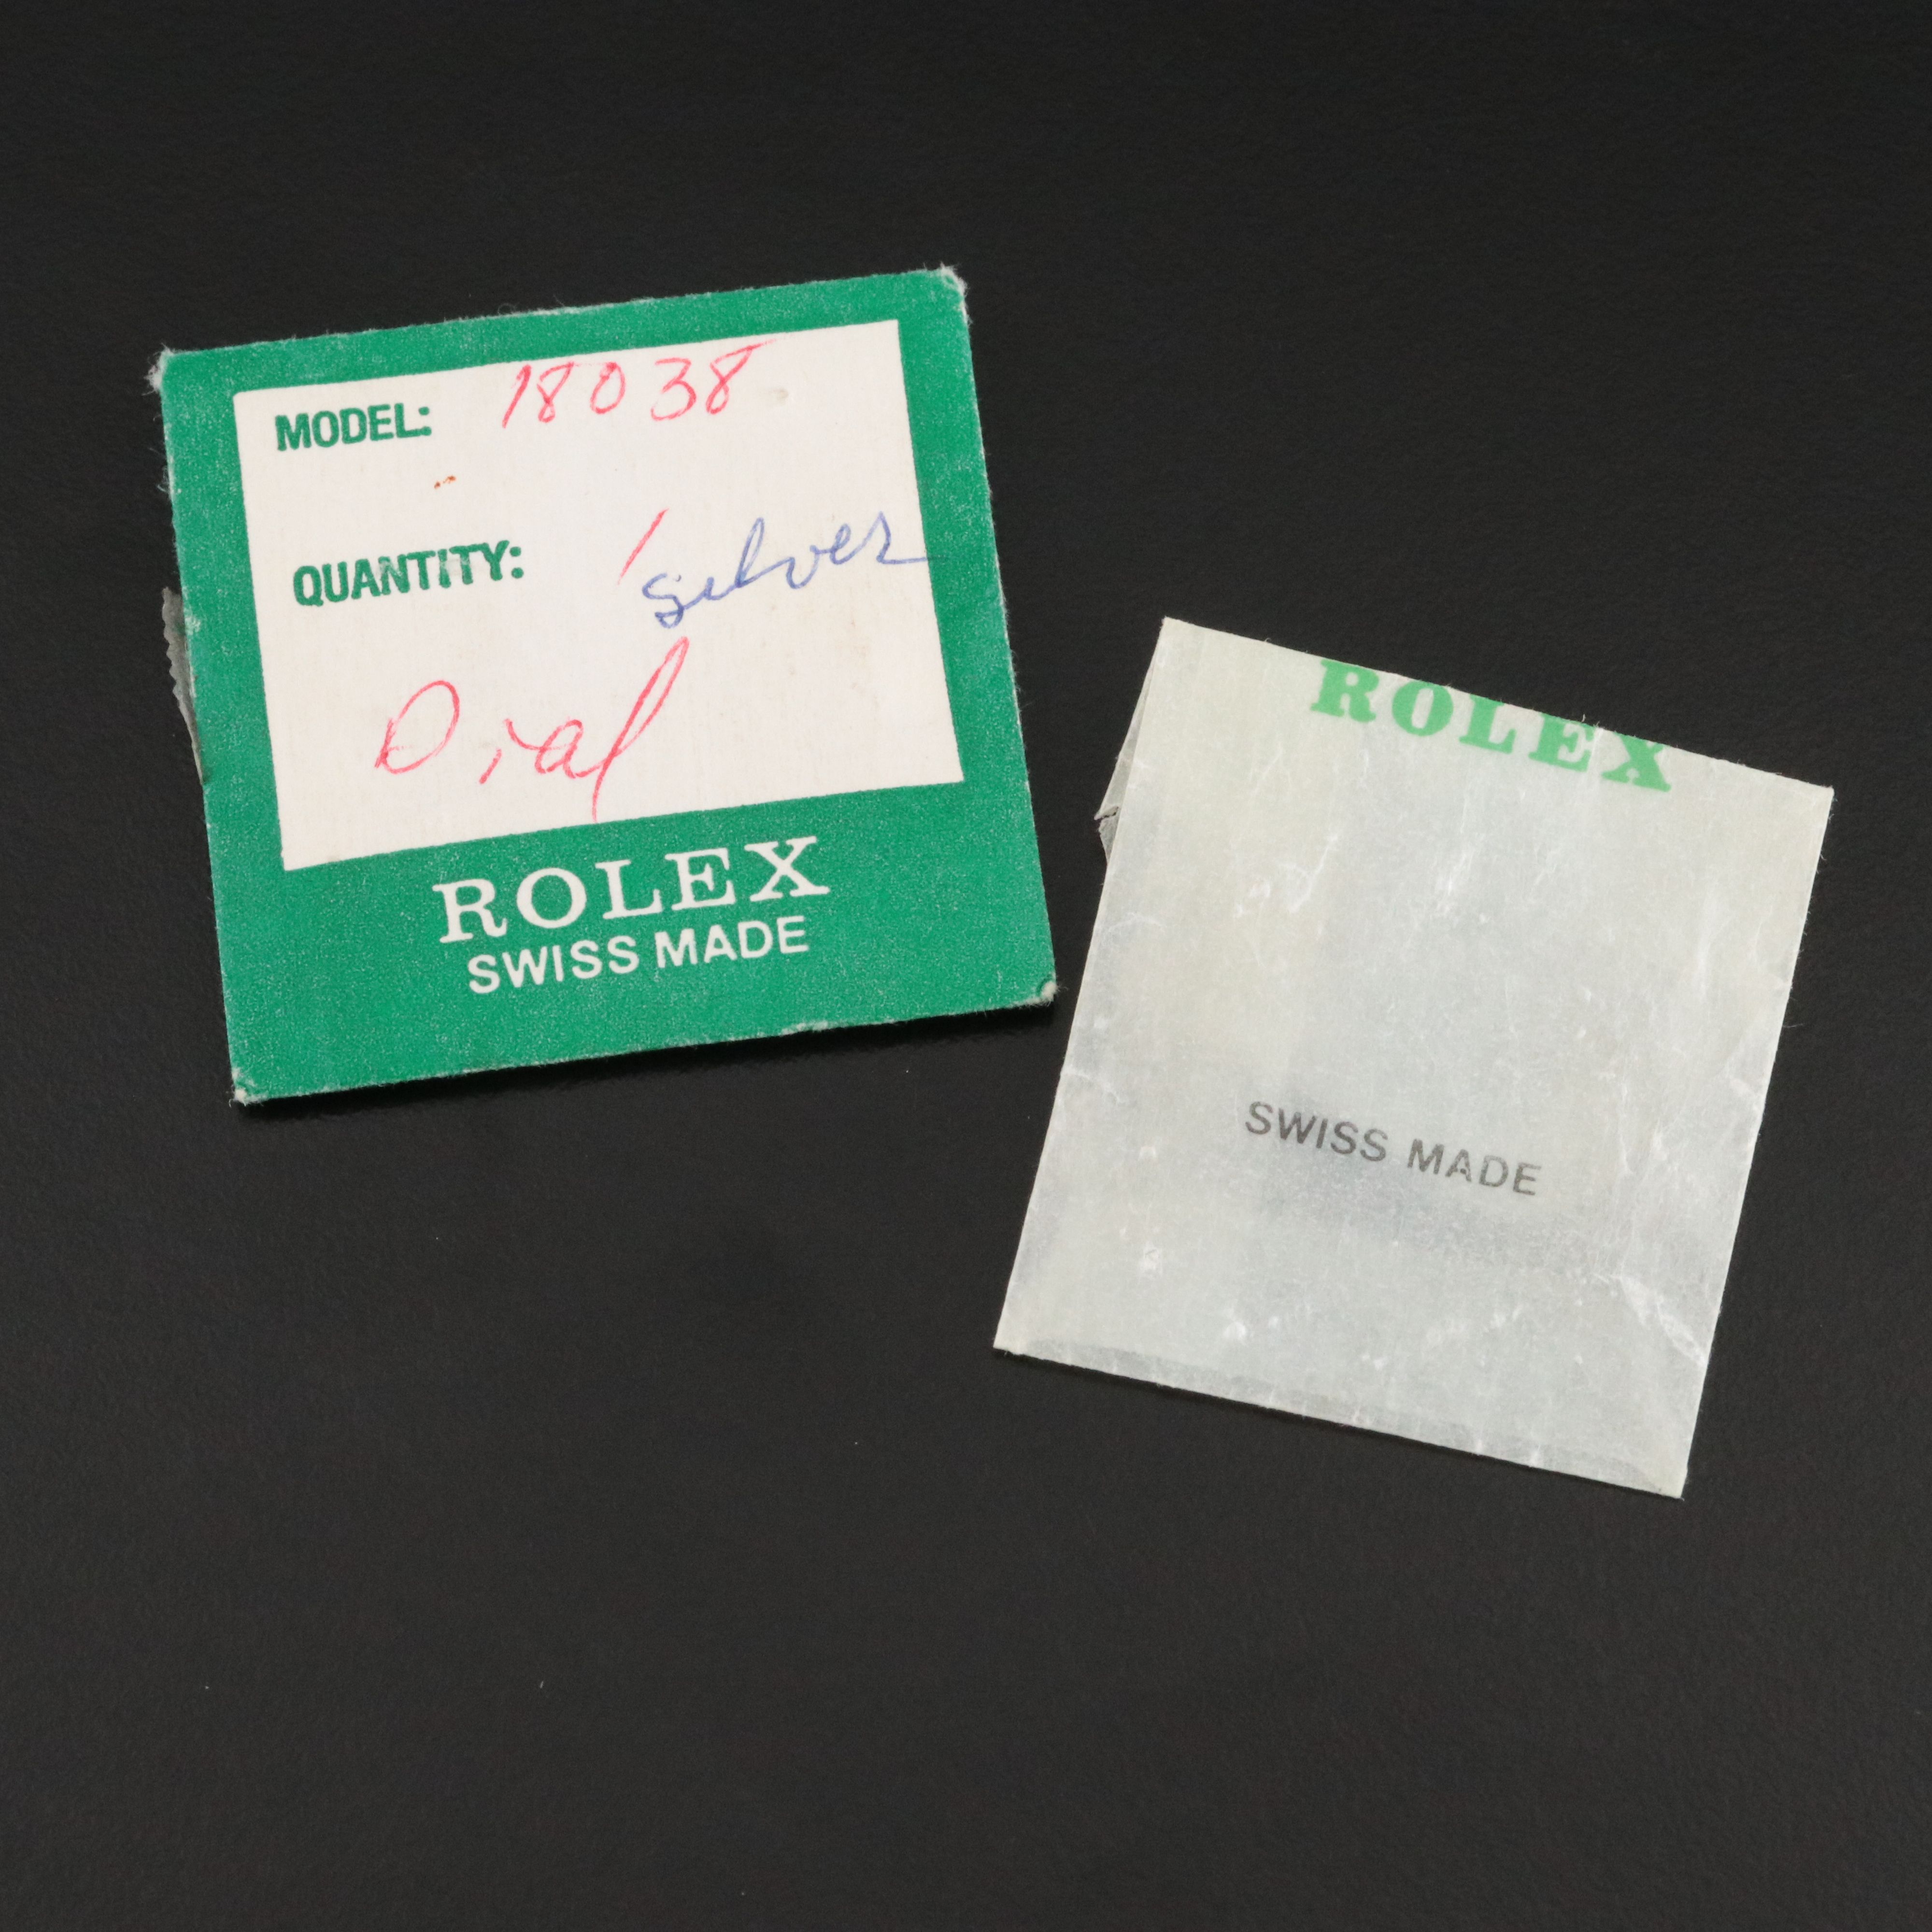 MODEL: 18038
QUANTITY: 1
silver
Dial
ROLEX
SWISS MADE
ROLEX
SWISS MADE